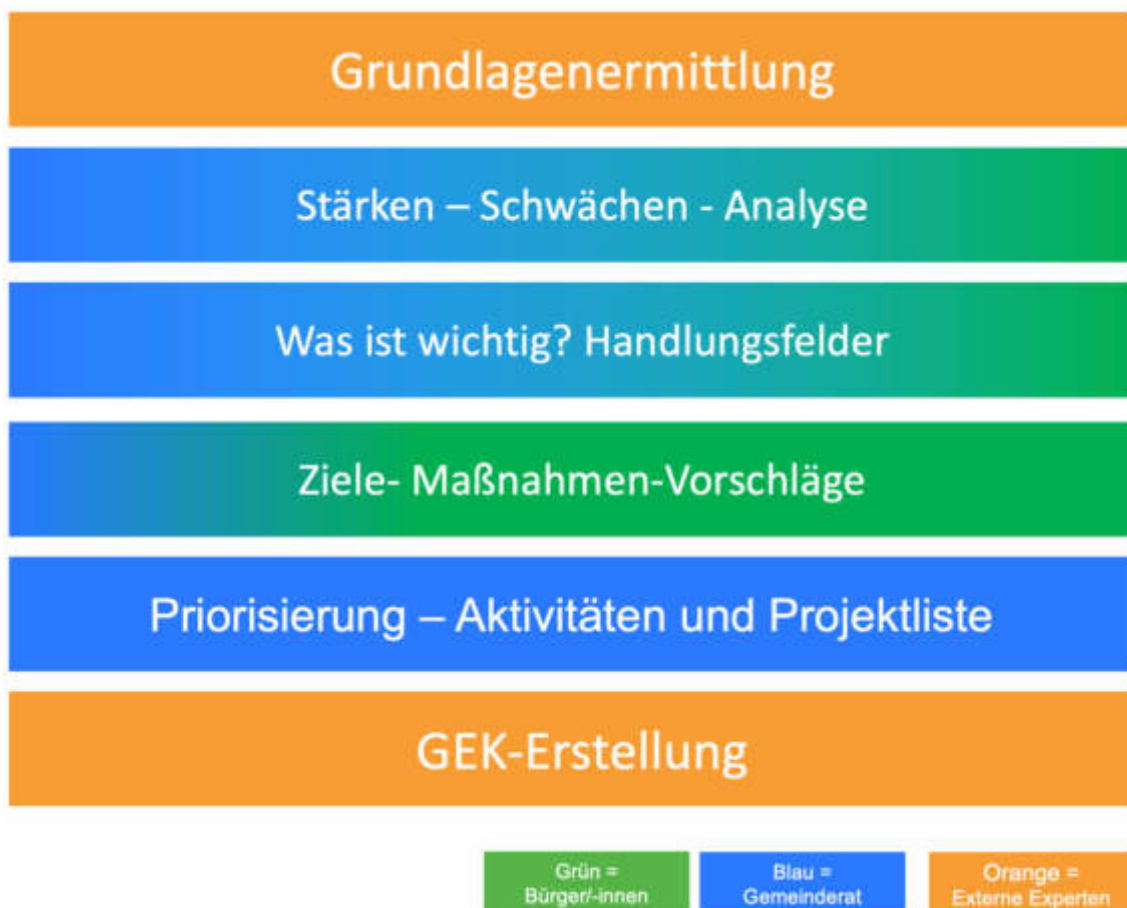 Grundlagenermittlung
Stärken – Schwächen - Analyse
Was ist wichtig? Handlungsfelder
Ziele- Maßnahmen-Vorschläge
Priorisierung – Aktivitäten und Projektliste
GEK-Erstellung
Grün =
Bürger/-innen
Blau =
Gemeinderat
Orange =
Externe Experten